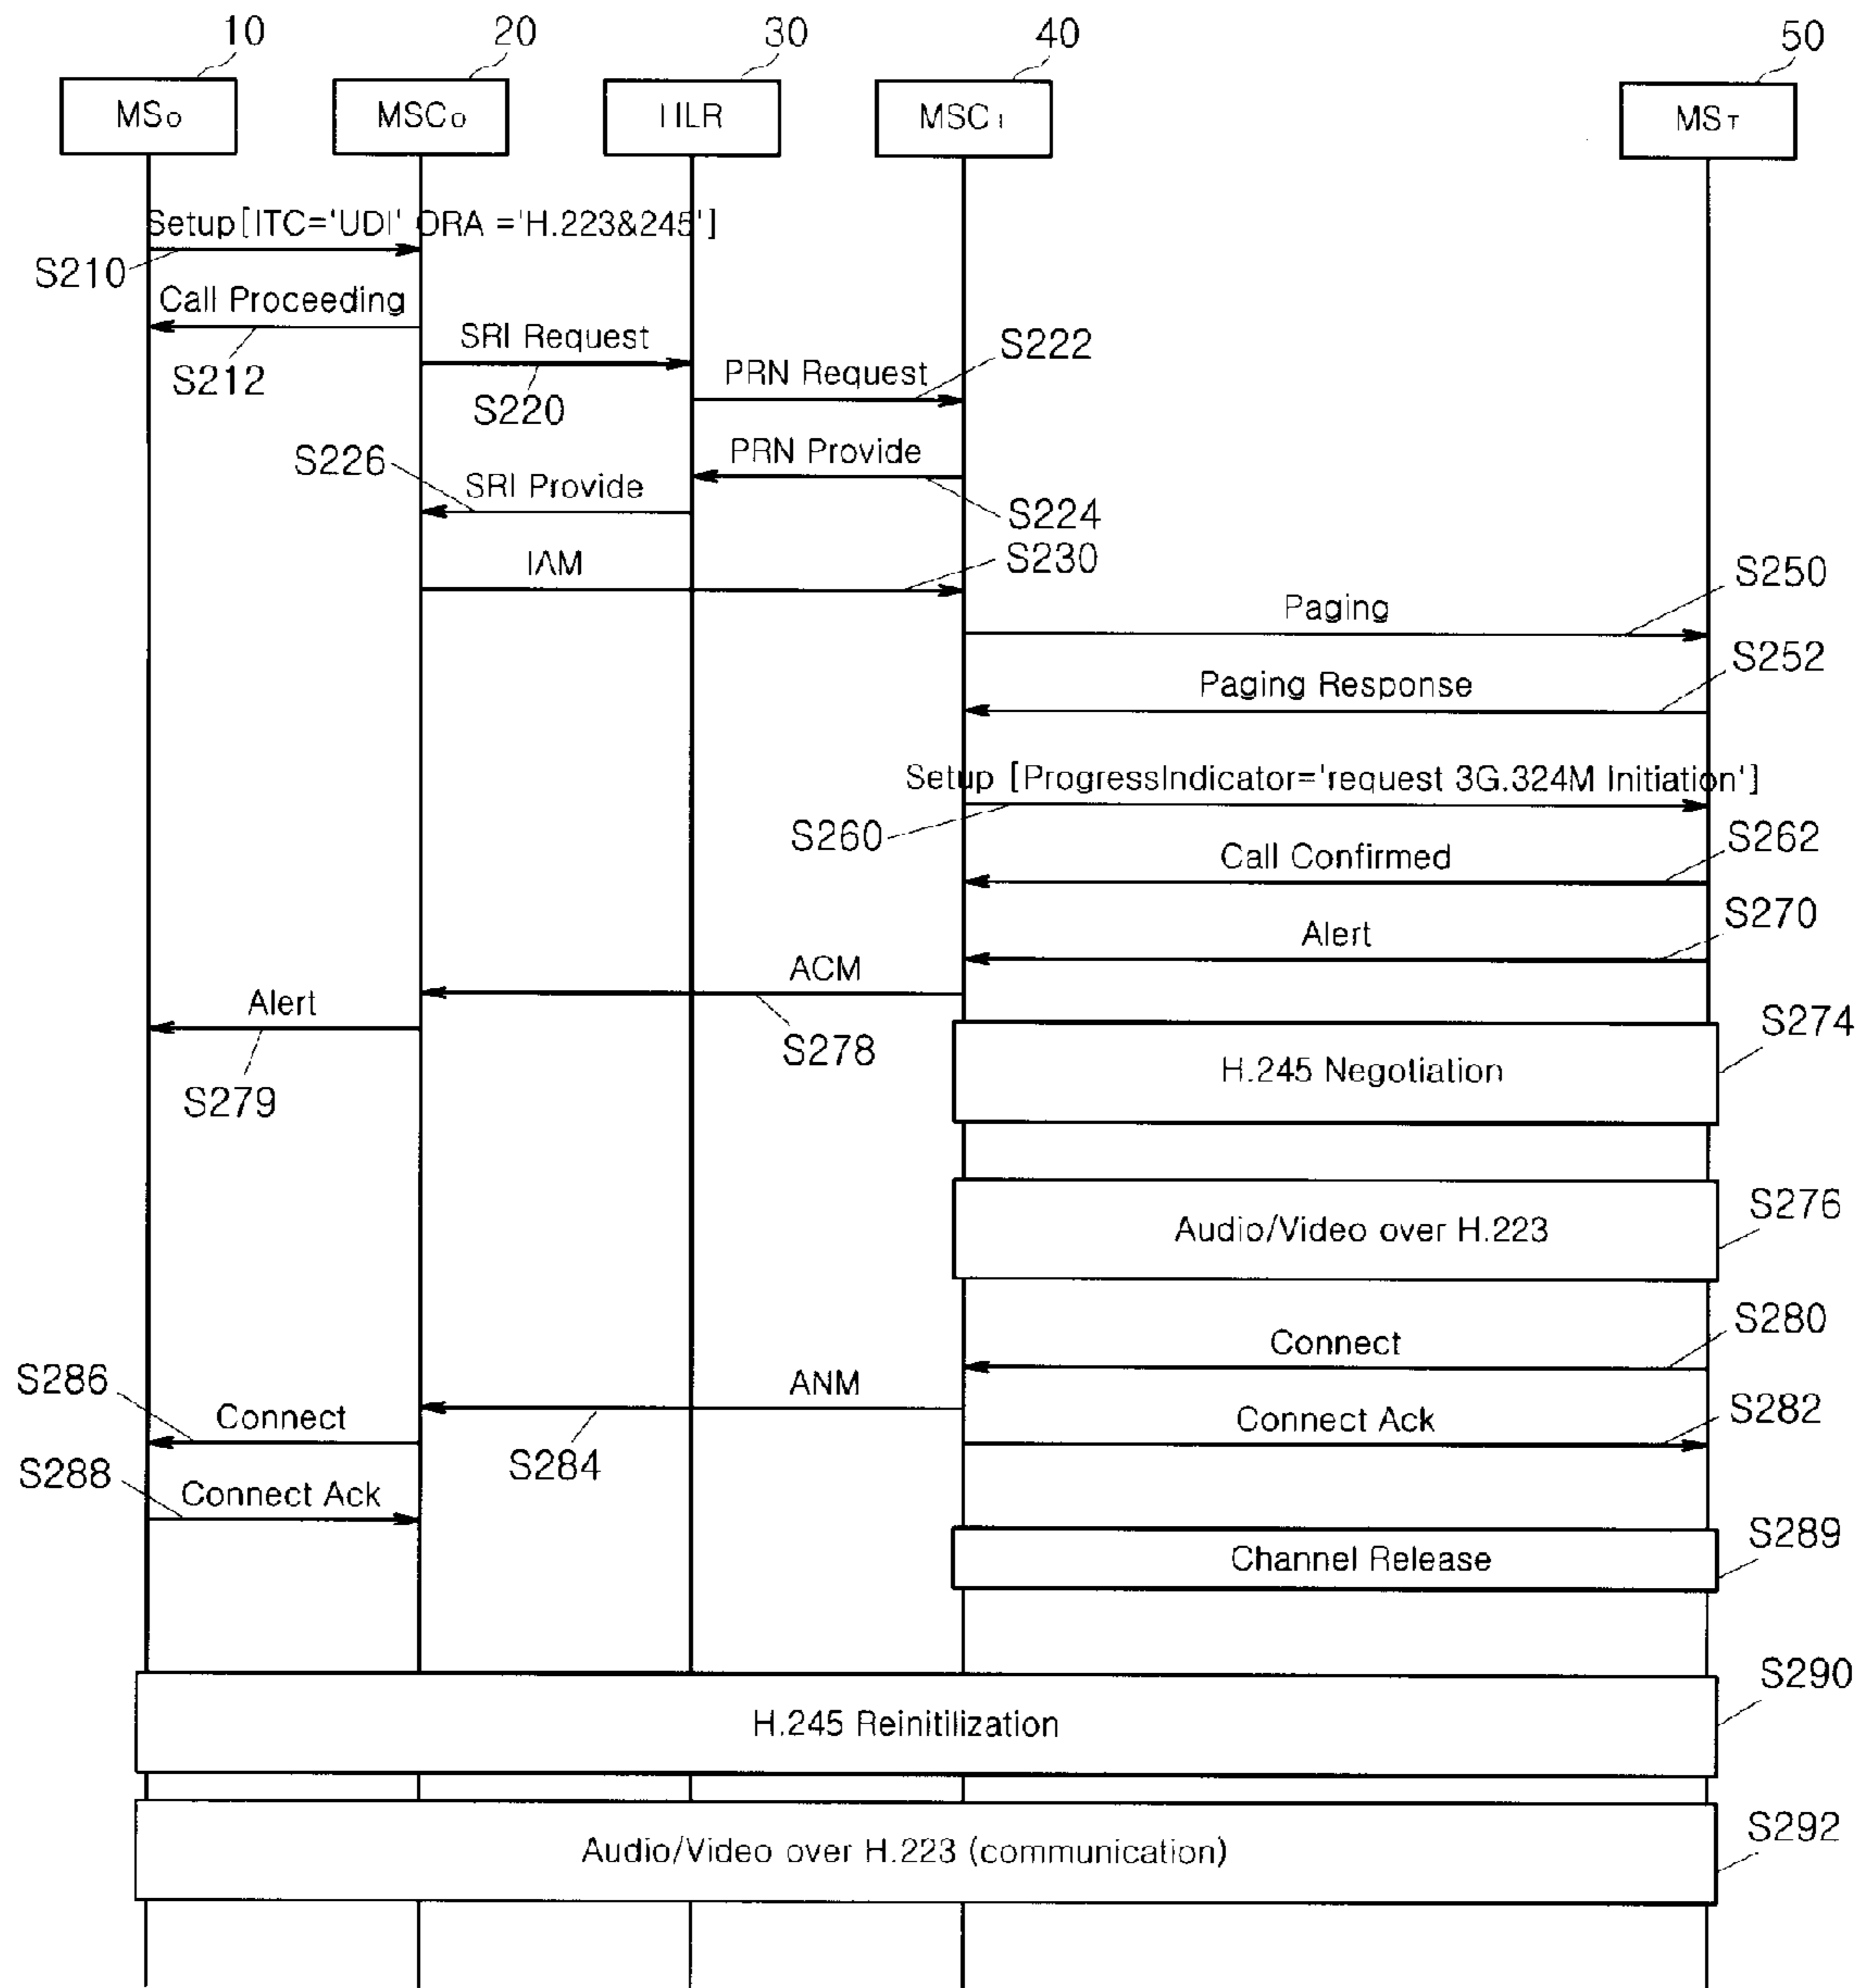 10
20
30
40
50
MSO
MSCO
HLR
MSCT
MST
Setup[ITC='UDI' ORA ='H.223&245']
S210
Call Proceeding
S212
SRI Request
S220
PRN Request
S222
PRN Provide
S224
S226
SRI Provide
IAM
S230
Paging
S250
Paging Response
S252
Setup [ProgressIndicator='request 3G.324M Initiation']
S260
Call Confirmed
S262
Alert
S270
ACM
S278
Alert
S279
H.245 Negotiation
S274
Audio/Video over H.223
S276
Connect
S280
ANM
S284
Connect Ack
S282
S286
Connect
S288
Connect Ack
Channel Release
S289
H.245 Reinitilization
S290
Audio/Video over H.223 (communication)
S292